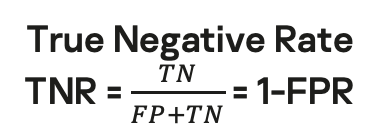 True Negative Rate
TNR = TN / FP+TN = 1-FPR